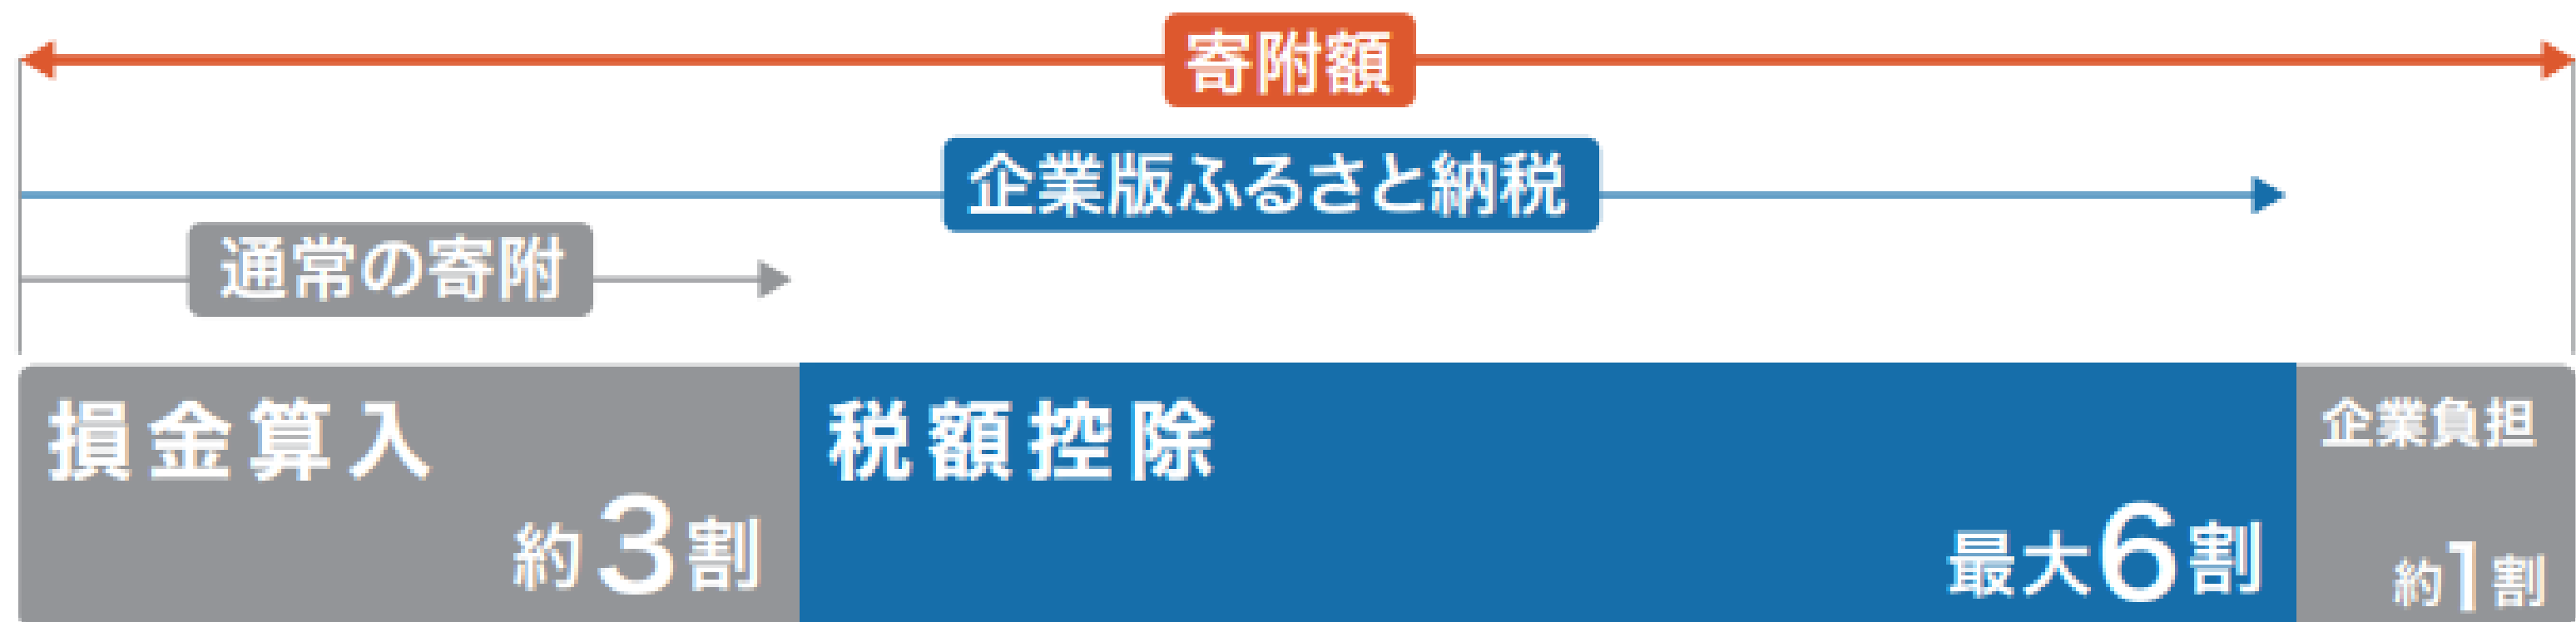 寄附額
企業版ふるさと納税
通常の寄附
損金算入
約3割
税額控除
最大6割
企業負担
約1割